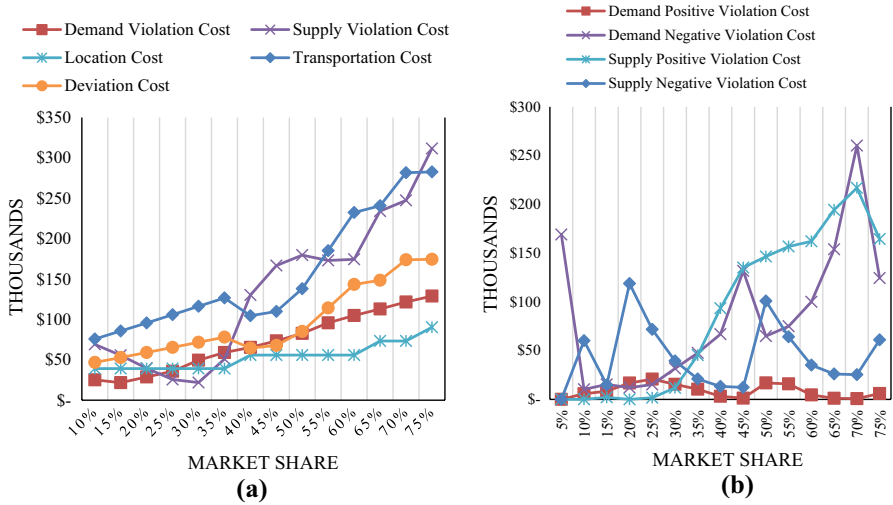 Demand Violation Cost
Supply Violation Cost
Location Cost
Transportation Cost
Deviation Cost
$350
$300
$250
$200
$150
$100
$50
$-
THOUSANDS
10% 15% 20% 25% 30% 35% 40% 45% 50% 55% 60% 65% 70% 75%
MARKET SHARE
(a)
Demand Positive Violation Cost
Demand Negative Violation Cost
Supply Positive Violation Cost
Supply Negative Violation Cost
$300
$250
$200
$150
$100
$50
$-
THOUSANDS
5% 10% 15% 20% 25% 30% 35% 40% 45% 50% 55% 60% 65% 70% 75%
MARKET SHARE
(b)